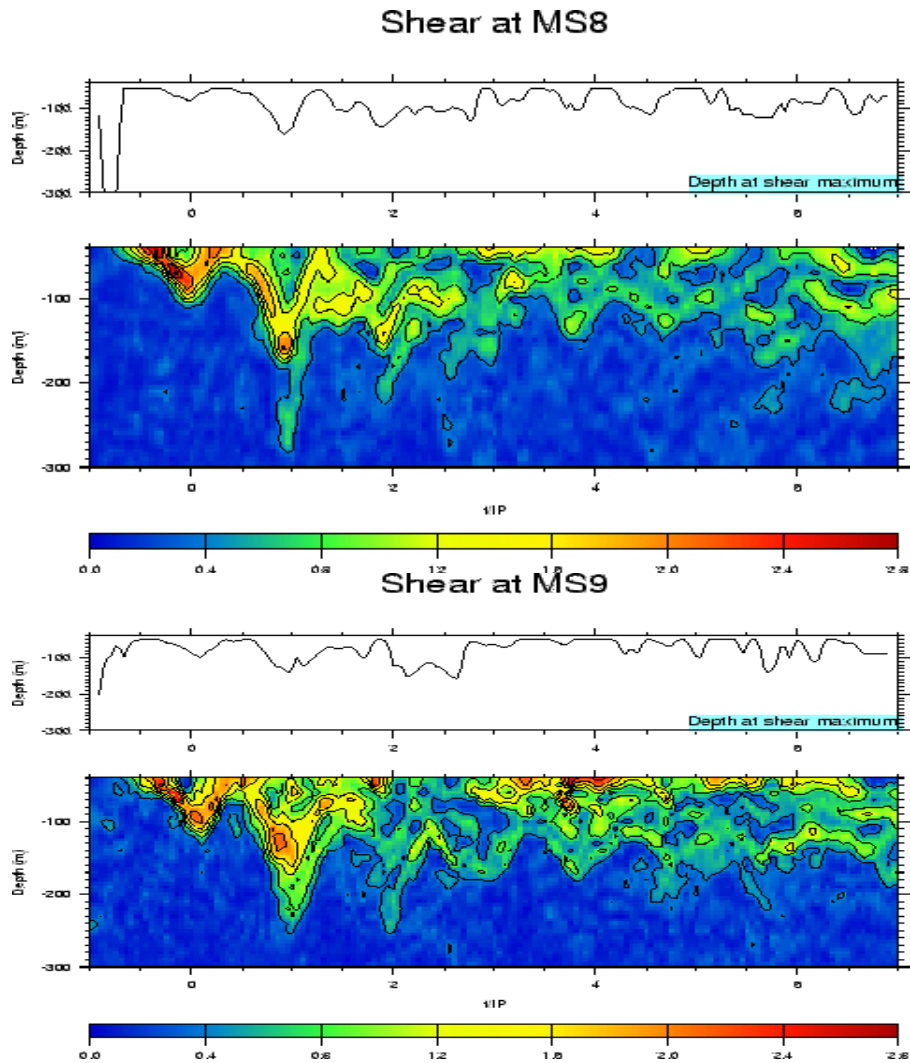 Shear at MS8
Depth (m)
-100.
-200.
-300.
Depth at shear maximum
0 2 4 6
Depth (m)
-100
-200
-300
0 2 4 6
t/IP
0.0 0.4 0.8 1.2 1.6 2.0 2.4 2.8
Shear at MS9
Depth (m)
-100.
-200.
-300.
Depth at shear maximum
0 2 4 6
Depth (m)
-100
-200
-300
0 2 4 6
t/IP
0.0 0.4 0.8 1.2 1.6 2.0 2.4 2.8